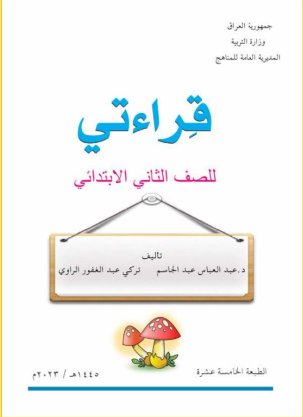 جمهورية العراق
وزارة التربية
المديرية العامة للمناهج
قِراءتي
للصف الثاني الابتدائي
تأليف
د.عبد العباس عبد الجاسم تركي عبد الغفور الراوي
الطبعة الخامسة عشرة
١٤٤٥هـ / ٢٠٢٣م